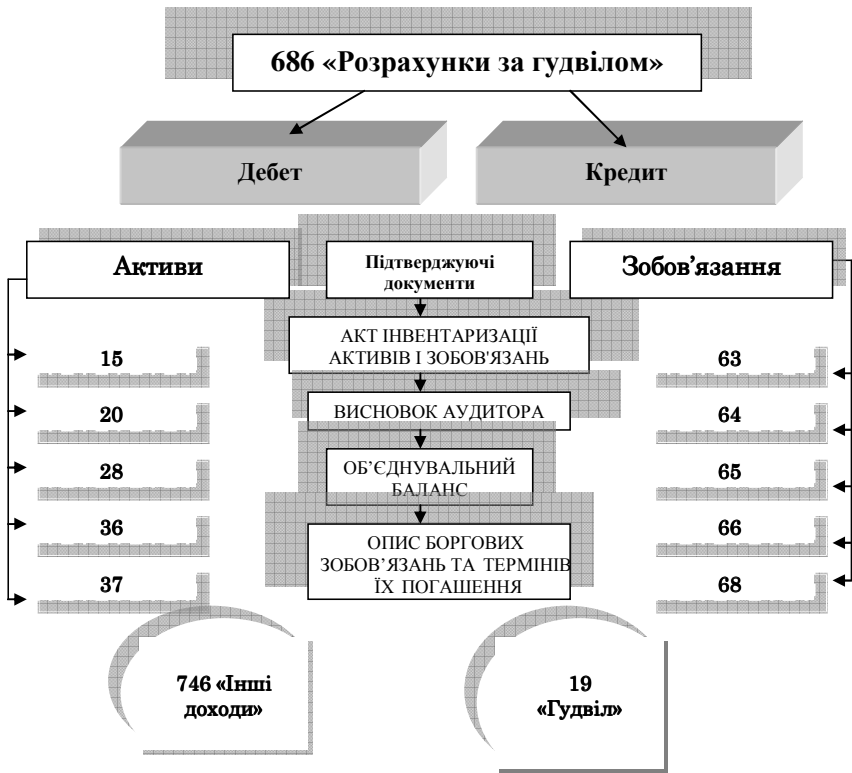 686 «Розрахунки за гудвілом»
Дебет
Кредит
Активи
Підтверджуючі
документи
Зобов’язання
АКТ ІНВЕНТАРИЗАЦІЇ
АКТИВІВ І ЗОБОВ'ЯЗАНЬ
ВИСНОВОК АУДИТОРА
ОБ’ЄДНУВАЛЬНИЙ
БАЛАНС
ОПИС БОРГОВИХ
ЗОБОВ’ЯЗАНЬ ТА ТЕРМІНІВ
ЇХ ПОГАШЕННЯ
15
20
28
36
37
63
64
65
66
68
746 «Інші
доходи»
19
«Гудвіл»